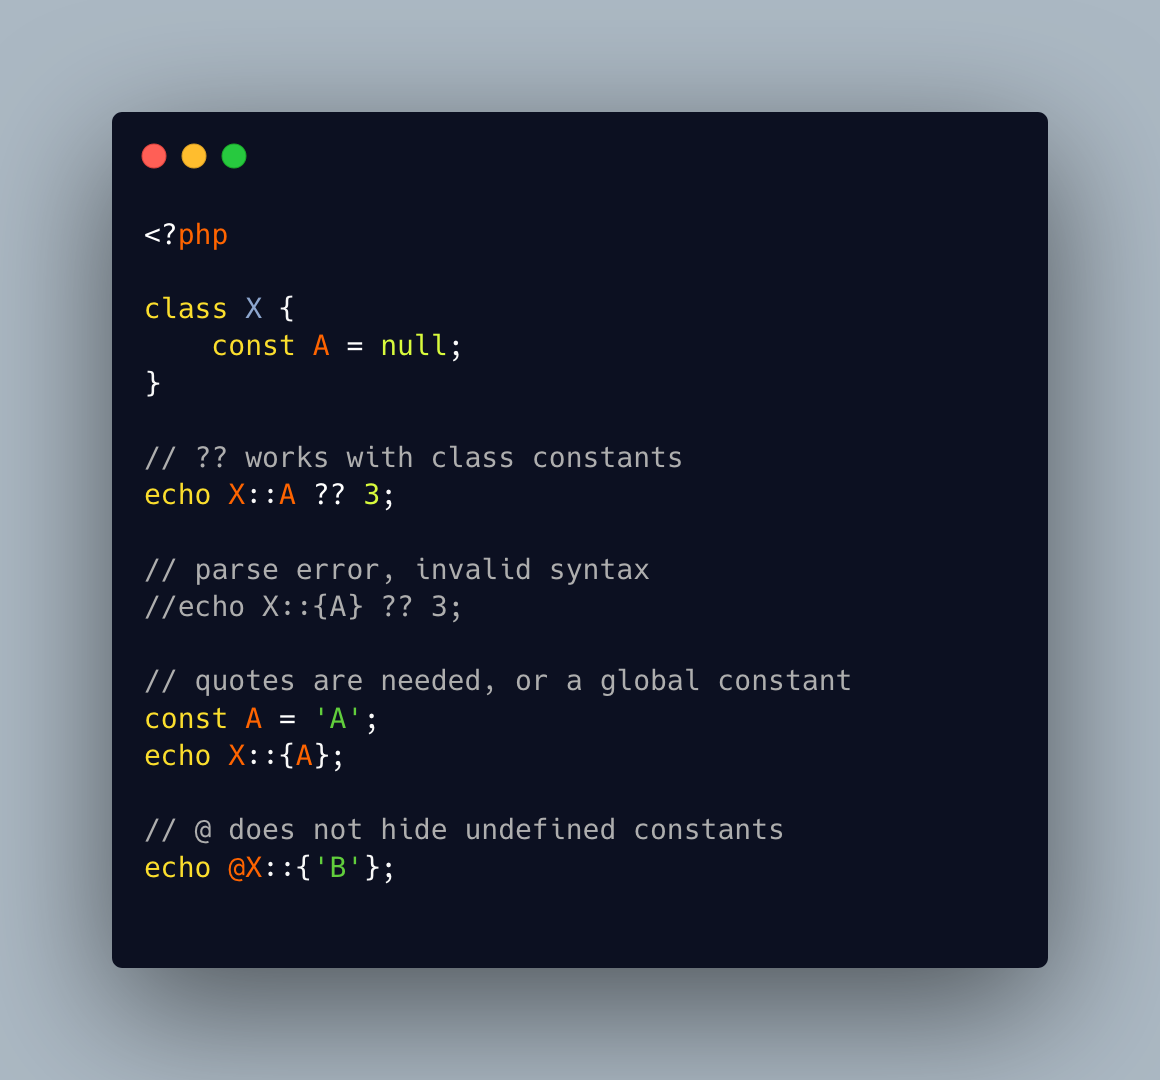 <?php
class X {
    const A = null;
}
// ?? works with class constants
echo X::A ?? 3;
// parse error, invalid syntax
//echo X::{A} ?? 3;
// quotes are needed, or a global constant
const A = 'A';
echo X::{A};
// @ does not hide undefined constants
echo @X::{'B'};